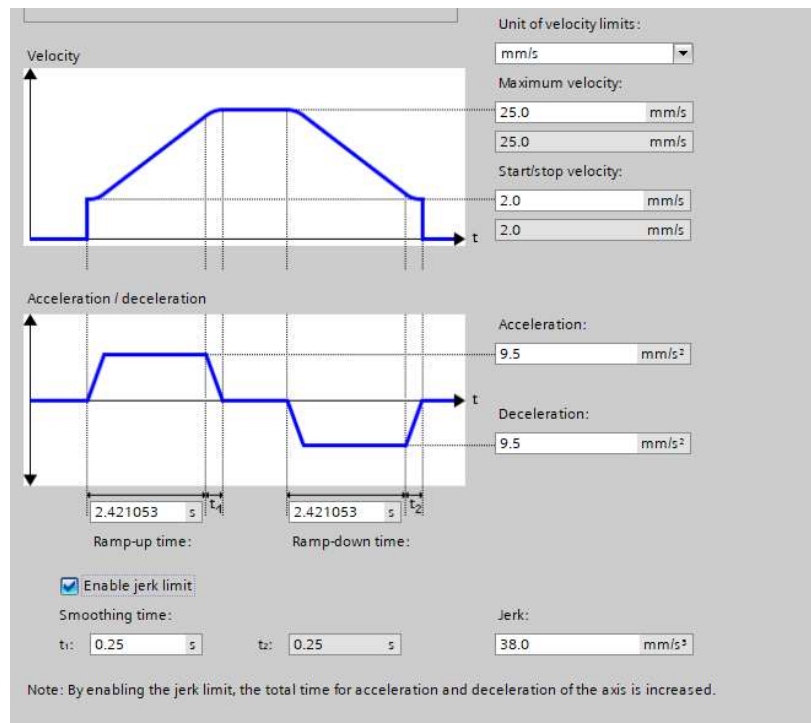 Unit of velocity limits:
mm/s
Velocity
Maximum velocity:
25.0 mm/s
25.0 mm/s
Start/stop velocity:
2.0 mm/s
t
2.0 mm/s
Acceleration / deceleration
Acceleration:
9.5 mm/s²
t
Deceleration:
9.5 mm/s²
2.421053 s t₁ 2.421053 s t₂
Ramp-up time: Ramp-down time:
Enable jerk limit
Smoothing time: Jerk:
t₁: 0.25 s t₂: 0.25 s 38.0 mm/s³
Note: By enabling the jerk limit, the total time for acceleration and deceleration of the axis is increased.